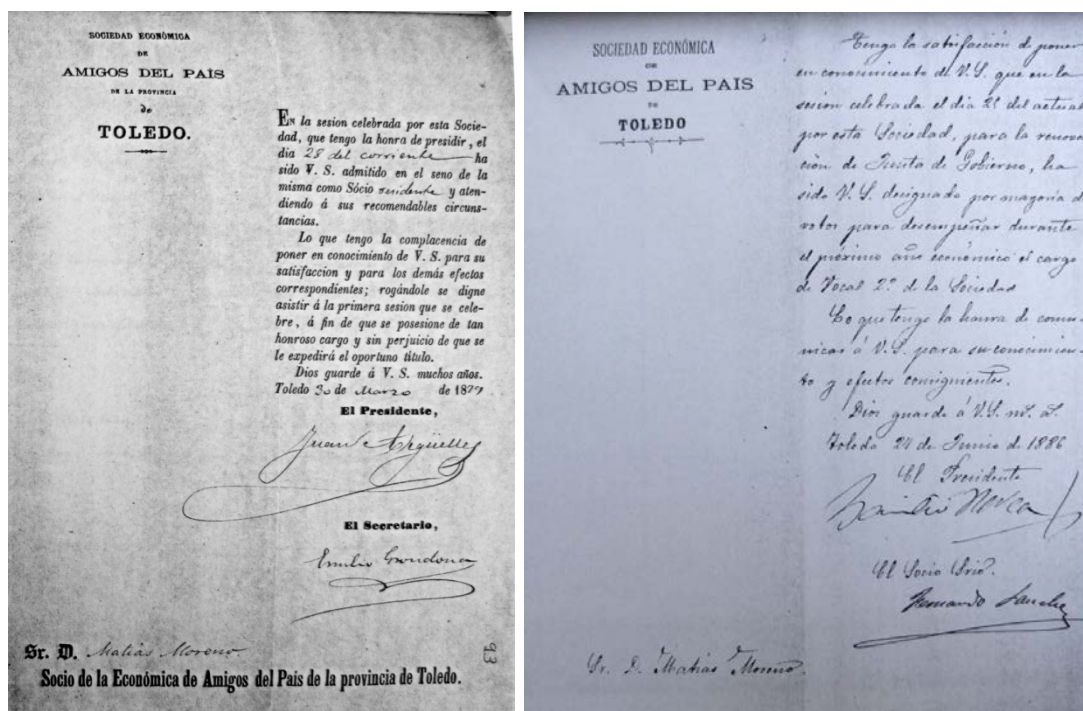 SOCIEDAD ECONÓMICA
DE
AMIGOS DEL PAÍS
DE LA PROVINCIA
de
TOLEDO.
EN la sesion celebrada por esta Socie-
dad, que tengo la honra de presidir, el
dia 28 del corriente ha
sido V. S. admitido en el seno de la
misma como Sócio residente y aten-
diendo á sus recomendables circuns-
tancias.
Lo que tengo la complacencia de
poner en conocimiento de V. S. para su
satisfaccion y para los demás efectos
correspondientes; rogándole se digne
asistir á la primera sesion que se cele-
bre, á fin de que se posesione de tan
honroso cargo y sin perjuicio de que se
le expedirá el oportuno título.
Dios guarde á V. S. muchos años.
Toledo 30 de Marzo de 1879
El Presidente,
Juan Argüelles
El Secretario,
Emilio Grondona
Sr. D. Matias Moreno
93
Socio de la Económica de Amigos del Pais de la provincia de Toledo.
SOCIEDAD ECONÓMICA
DE
AMIGOS DEL PAIS
DE
TOLEDO
Tengo la satisfacción de poner
en conocimiento de V.S. que en la
sesion celebrada el dia 21 del actual
por esta Sociedad, para la renova
ción de Junta de Gobierno, ha
sido V. S. designado por mayoria de
votos para desempeñar durante
el próximo año económico el cargo
de Vocal 2º de la Sociedad
Lo que tengo la honra de comu-
nicar á V.S. para su conocimien-
to y efectos consiguientes.
Dios guarde á V.S. ms. as.
Toledo 24 de Junio de 1886
El Presidente
El Socio Srio.
Fernando Sanchez
Sr. D. Matias Moreno